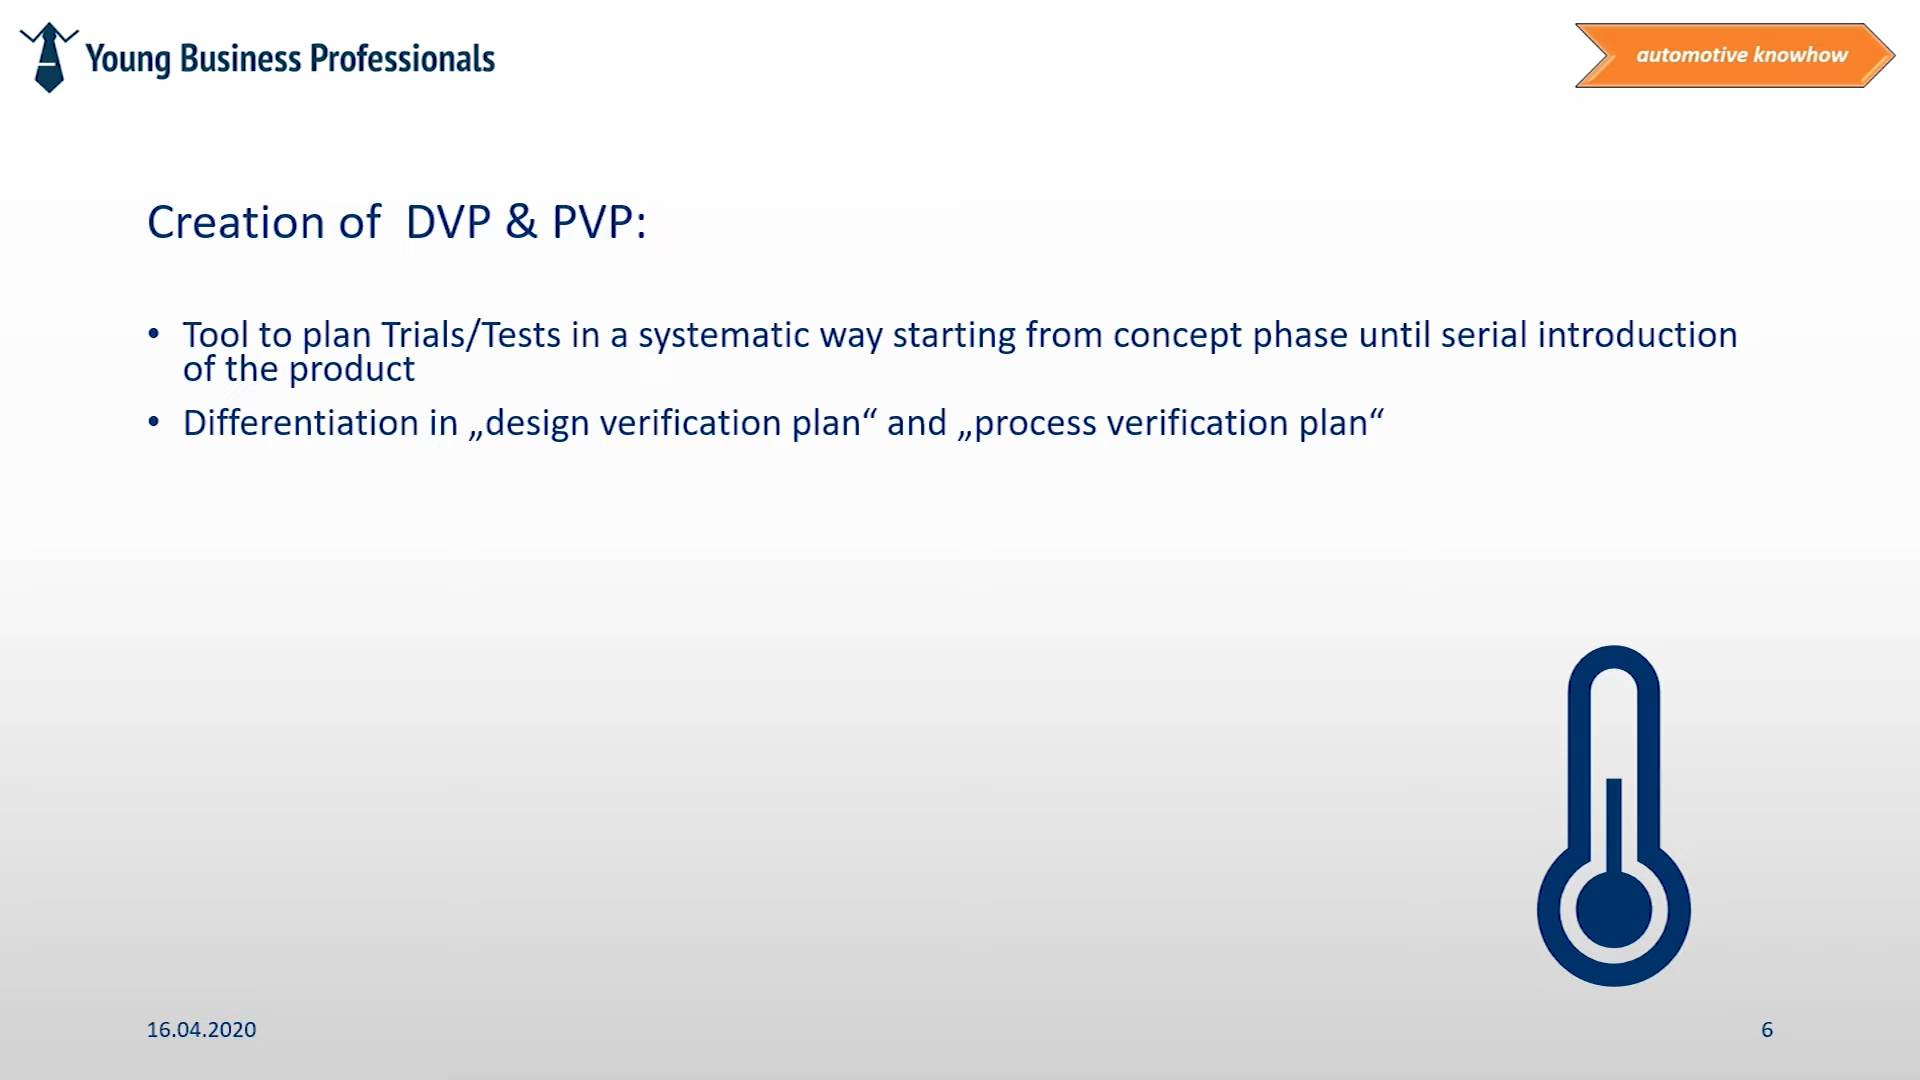 Young Business Professionals
automotive knowhow
Creation of  DVP & PVP:
• Tool to plan Trials/Tests in a systematic way starting from concept phase until serial introduction
of the product
• Differentiation in „design verification plan“ and „process verification plan“
16.04.2020
6